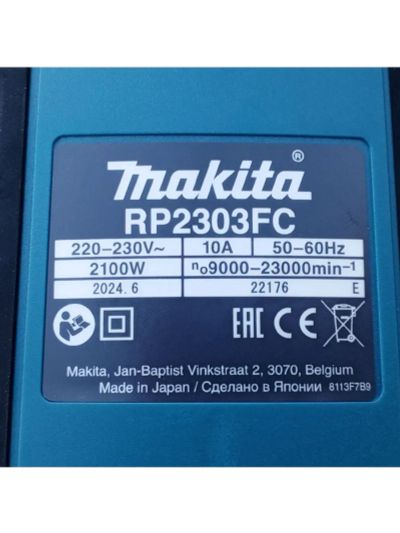 makita®
RP2303FC
220-230V~ 10A 50-60Hz
2100W n₀9000-23000min⁻¹
2024.6 22176 E
EAC CE
Makita, Jan-Baptist Vinkstraat 2, 3070, Belgium
Made in Japan / Сделано в Японии 8113F7B9